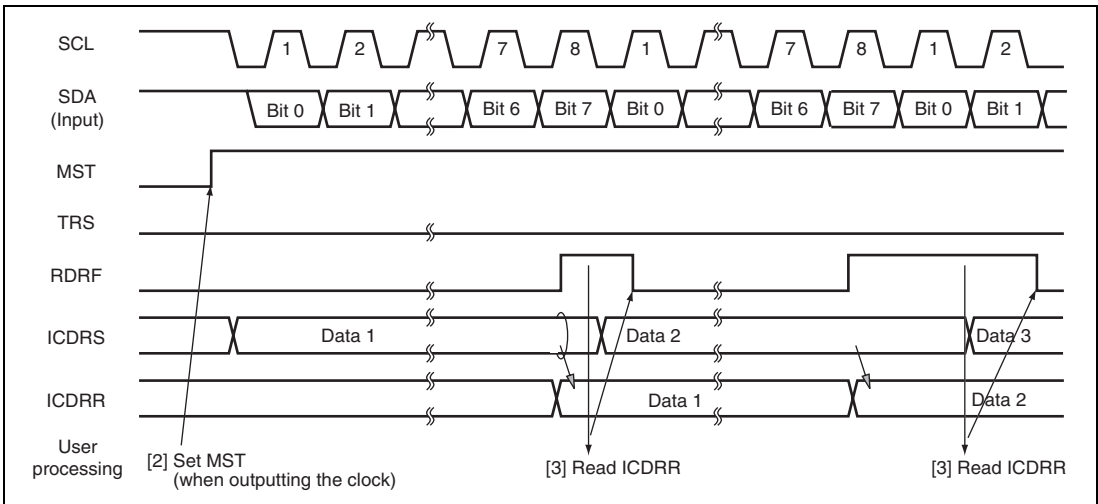 SCL 1 2 7 8 1 7 8 1 2
SDA
(Input)
Bit 0 Bit 1 Bit 6 Bit 7 Bit 0 Bit 6 Bit 7 Bit 0 Bit 1
MST
TRS
RDRF
ICDRS Data 1 Data 2 Data 3
ICDRR Data 1 Data 2
User
processing
[2] Set MST
(when outputting the clock)
[3] Read ICDRR
[3] Read ICDRR